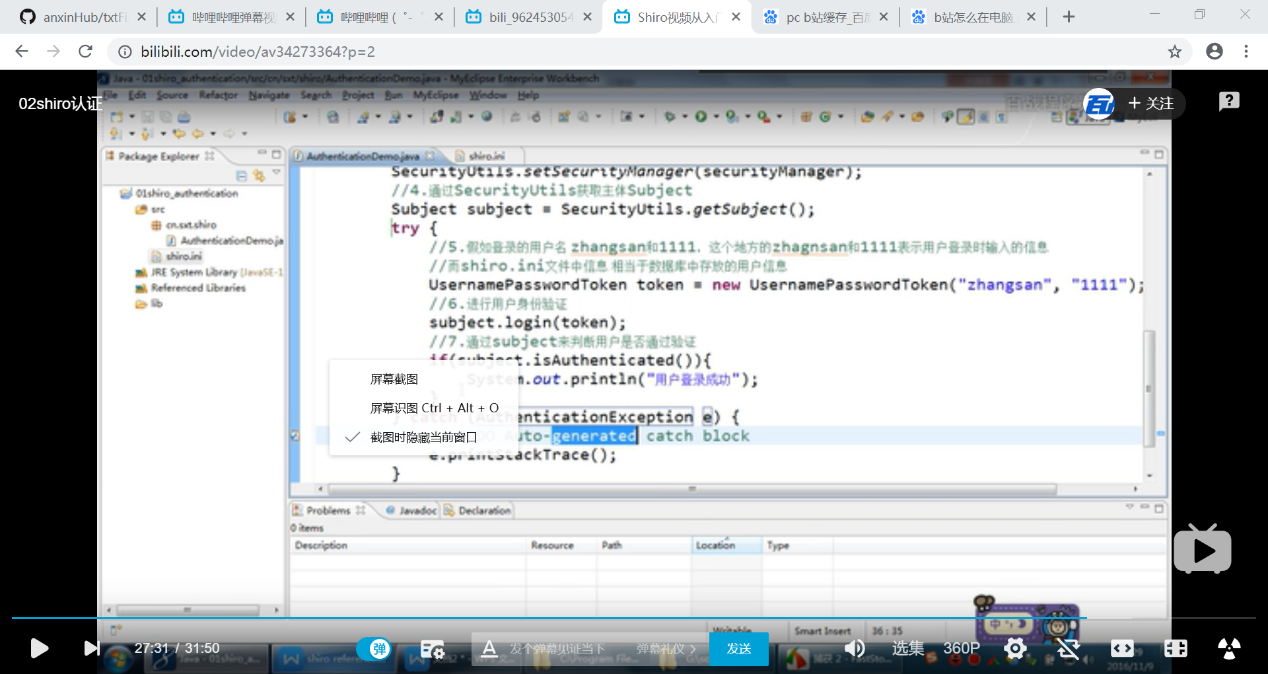 anxinHub/txtFi
哔哩哔哩弹幕视
哔哩哔哩 ( ゜- ゜
bili_962453054
Shiro视频从入门
pc b站缓存_百度
b站怎么在电脑
bilibili.com/video/av34273364?p=2
Java - 01shiro_authentication/src/cn/sxt/shiro/AuthenticationDemo.java - MyEclipse Enterprise Workbench
02shiro认证
File Edit Source Refactor Navigate Search Project Run MyEclipse Window Help
+ 关注
Package Explorer
AuthenticationDemo.java
shiro.ini
01shiro_authentication
src
cn.sxt.shiro
AuthenticationDemo.ja
shiro.ini
JRE System Library [JavaSE-1
Referenced Libraries
lib
SecurityUtils.setSecurityManager(securityManager);
//4.通过SecurityUtils获取主体Subject
Subject subject = SecurityUtils.getSubject();
try {
//5.假如登录的用户名 zhangsan和1111. 这个地方的zhagnsan和1111表示用户登录时输入的信息
//而shiro.ini文件中信息 相当于数据库中存放的用户信息
UsernamePasswordToken token = new UsernamePasswordToken("zhangsan", "1111");
//6.进行用户身份验证
subject.login(token);
//7.通过subject来判断用户是否通过验证
if(subject.isAuthenticated()){
System.out.println("用户登录成功");
}
} catch (AuthenticationException e) {
Auto-generated catch block
e.printStackTrace();
}
屏幕截图
屏幕识图 Ctrl + Alt + O
截图时隐藏当前窗口
Problems
Javadoc
Declaration
0 items
Description
Resource
Path
Location
Type
中
Writable
Smart Insert
36 : 35
27:31 / 31:50
弹
发个弹幕见证当下
弹幕礼仪 >
发送
选集
360P
Java - 01shiro_a...
shiro refere
C:\Program File...
2016/11/9